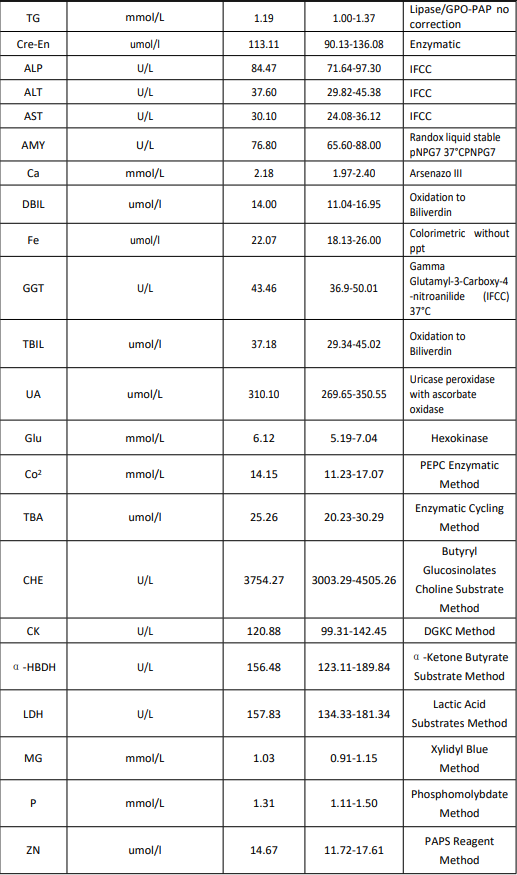 TG mmol/L 1.19 1.00-1.37 Lipase/GPO-PAP no
correction
Cre-En umol/l 113.11 90.13-136.08 Enzymatic
ALP U/L 84.47 71.64-97.30 IFCC
ALT U/L 37.60 29.82-45.38 IFCC
AST U/L 30.10 24.08-36.12 IFCC
AMY U/L 76.80 65.60-88.00 Randox liquid stable
pNPG7 37°CPNPG7
Ca mmol/L 2.18 1.97-2.40 Arsenazo III
DBIL umol/l 14.00 11.04-16.95 Oxidation to
Biliverdin
Fe umol/l 22.07 18.13-26.00 Colorimetric without
ppt
GGT U/L 43.46 36.9-50.01 Gamma
Glutamyl-3-Carboxy-4
-nitroanilide (IFCC)
37°C
TBIL umol/l 37.18 29.34-45.02 Oxidation to
Biliverdin
UA umol/L 310.10 269.65-350.55 Uricase peroxidase
with ascorbate
oxidase
Glu mmol/L 6.12 5.19-7.04 Hexokinase
Co² mmol/L 14.15 11.23-17.07 PEPC Enzymatic
Method
TBA umol/l 25.26 20.23-30.29 Enzymatic Cycling
Method
CHE U/L 3754.27 3003.29-4505.26 Butyryl
Glucosinolates
Choline Substrate
Method
CK U/L 120.88 99.31-142.45 DGKC Method
α-HBDH U/L 156.48 123.11-189.84 α-Ketone Butyrate
Substrate Method
LDH U/L 157.83 134.33-181.34 Lactic Acid
Substrates Method
MG mmol/L 1.03 0.91-1.15 Xylidyl Blue
Method
P mmol/L 1.31 1.11-1.50 Phosphomolybdate
Method
ZN umol/l 14.67 11.72-17.61 PAPS Reagent
Method